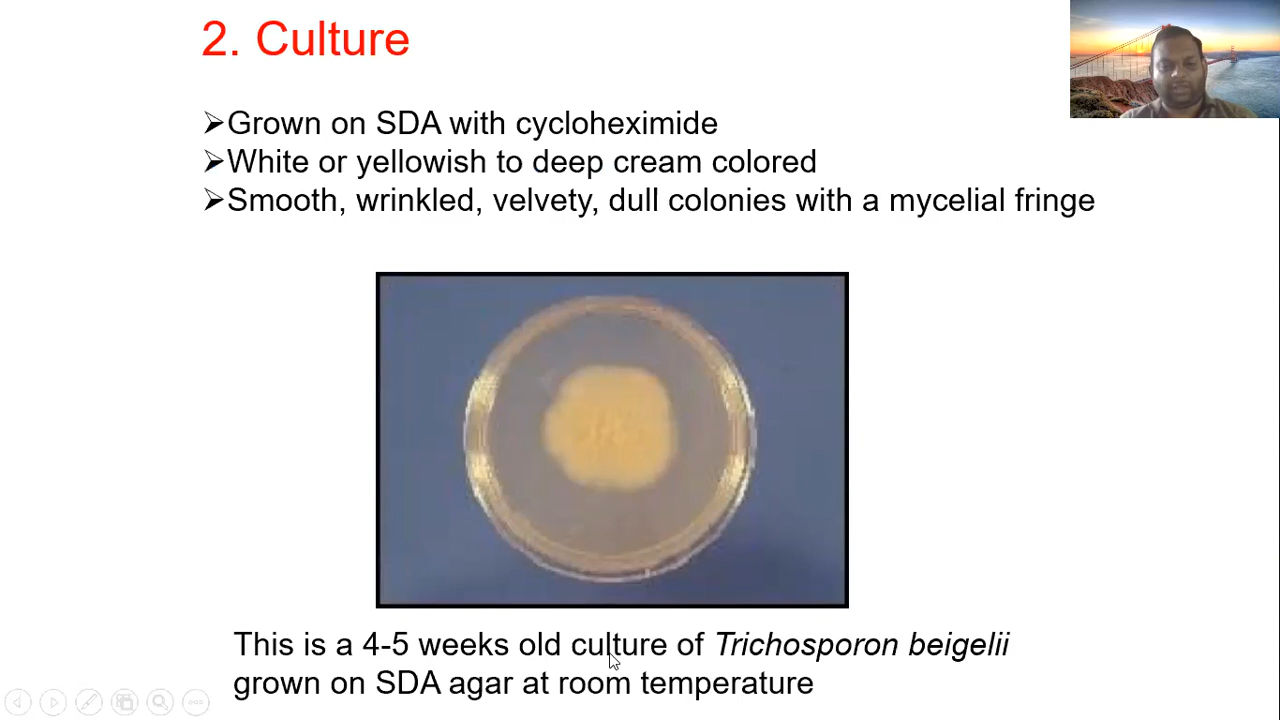 2. Culture
➢Grown on SDA with cycloheximide
➢White or yellowish to deep cream colored
➢Smooth, wrinkled, velvety, dull colonies with a mycelial fringe
This is a 4-5 weeks old culture of Trichosporon beigelii
grown on SDA agar at room temperature